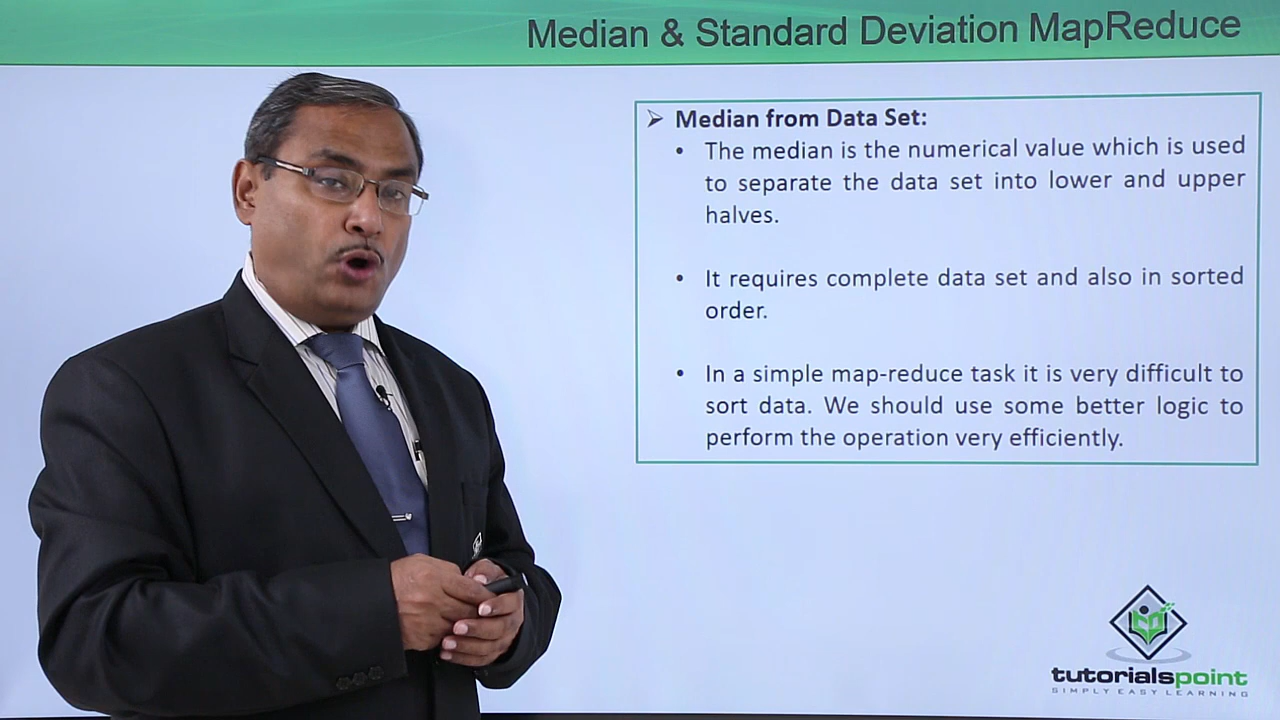 Median & Standard Deviation MapReduce
➢ Median from Data Set:
• The median is the numerical value which is used
to separate the data set into lower and upper
halves.
• It requires complete data set and also in sorted
order.
• In a simple map-reduce task it is very difficult to
sort data. We should use some better logic to
perform the operation very efficiently.
tutorialspoint
SIMPLY EASY LEARNING